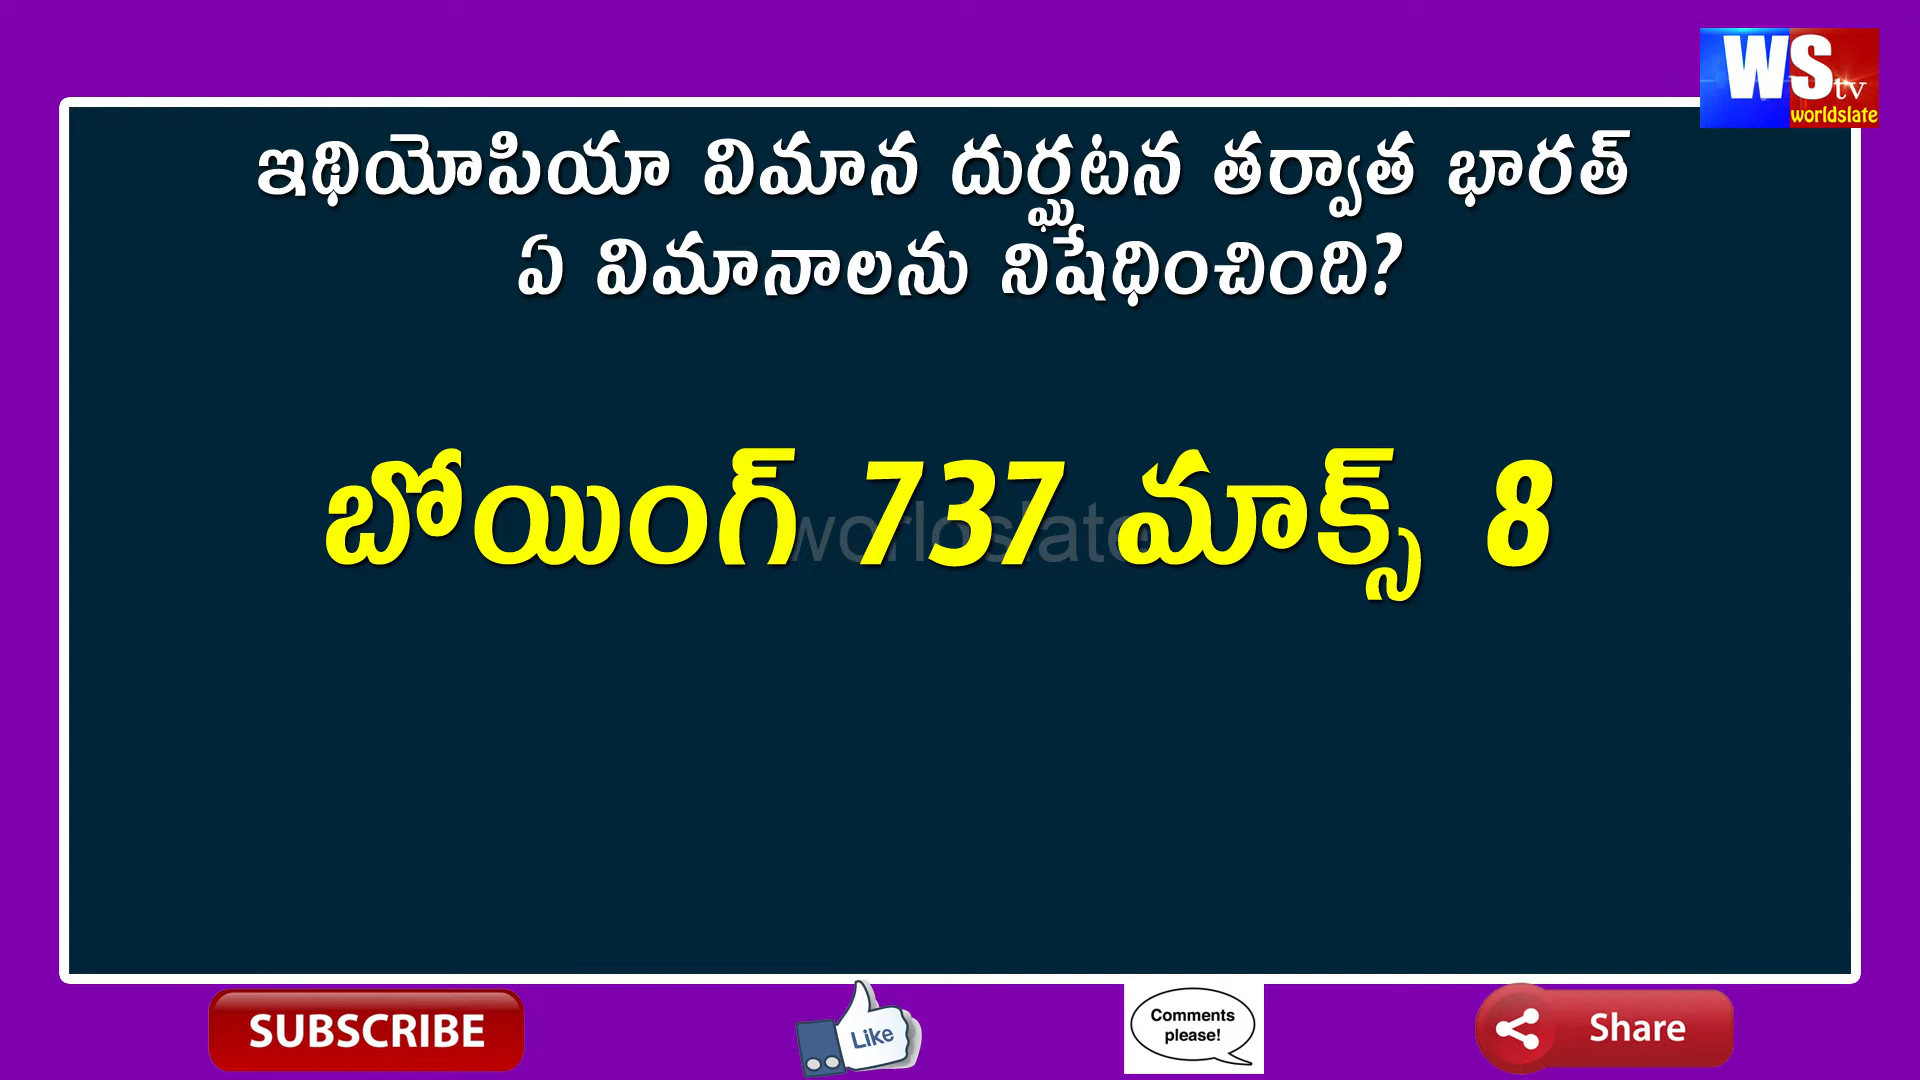 WS tv
worldslate
ఇథియోపియా విమాన దుర్ఘటన తర్వాత భారత్
ఏ విమానాలను నిషేధించింది?
బోయింగ్ 737 మాక్స్ 8
worldslate
SUBSCRIBE
Like
Comments
please!
Share